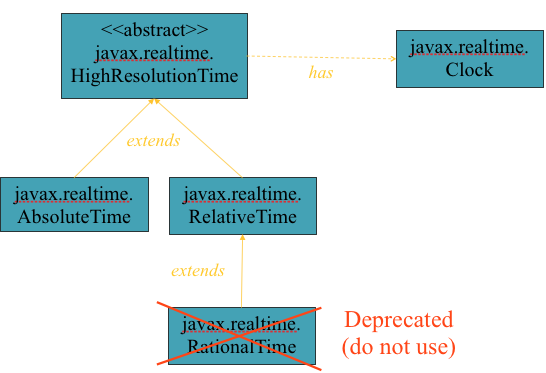 <<abstract>>
javax.realtime.
HighResolutionTime
javax.realtime.
Clock
has
extends
javax.realtime.
AbsoluteTime
javax.realtime.
RelativeTime
extends
javax.realtime.
RationalTime
Deprecated
(do not use)